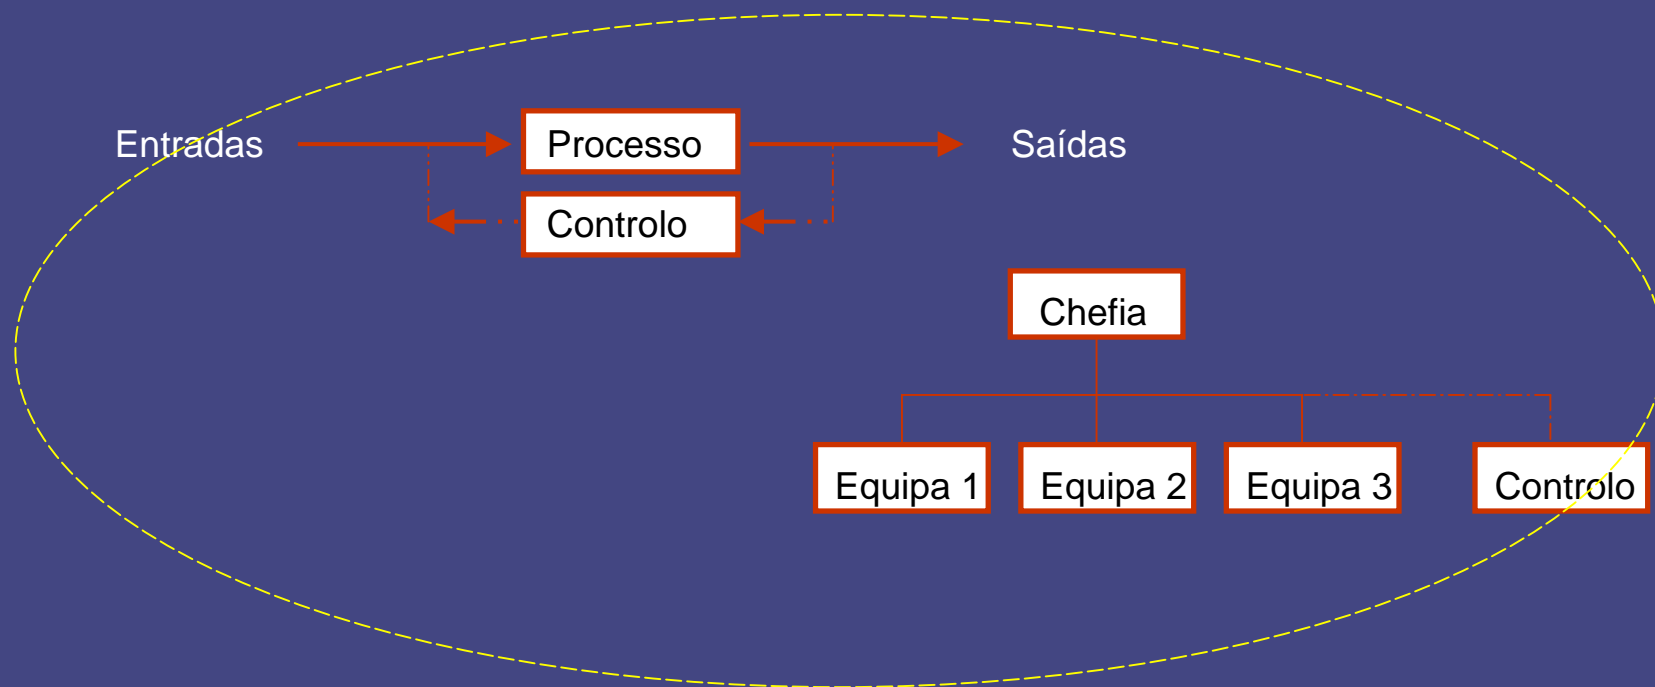 Entradas
Processo
Saídas
Controlo
Chefia
Equipa 1
Equipa 2
Equipa 3
Controlo